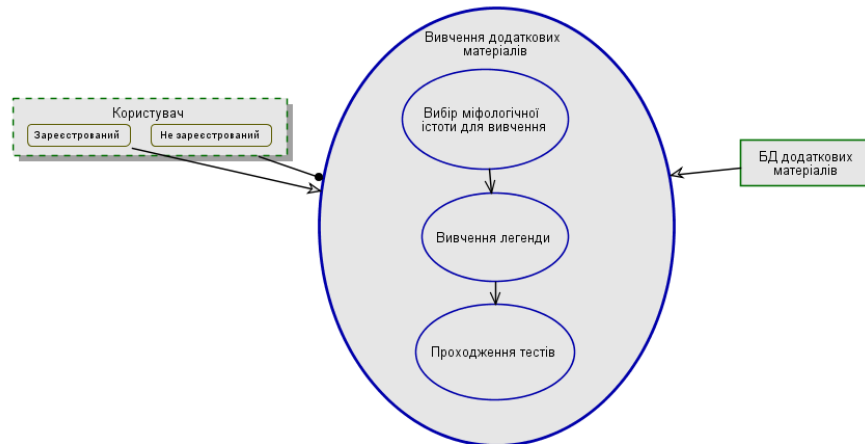 Вивчення додаткових
матеріалів
Вибір міфологічної
істоти для вивчення
Користувач
Зареєстрований
Не зареєстрований
БД додаткових
матеріалів
Вивчення легенди
Проходження тестів